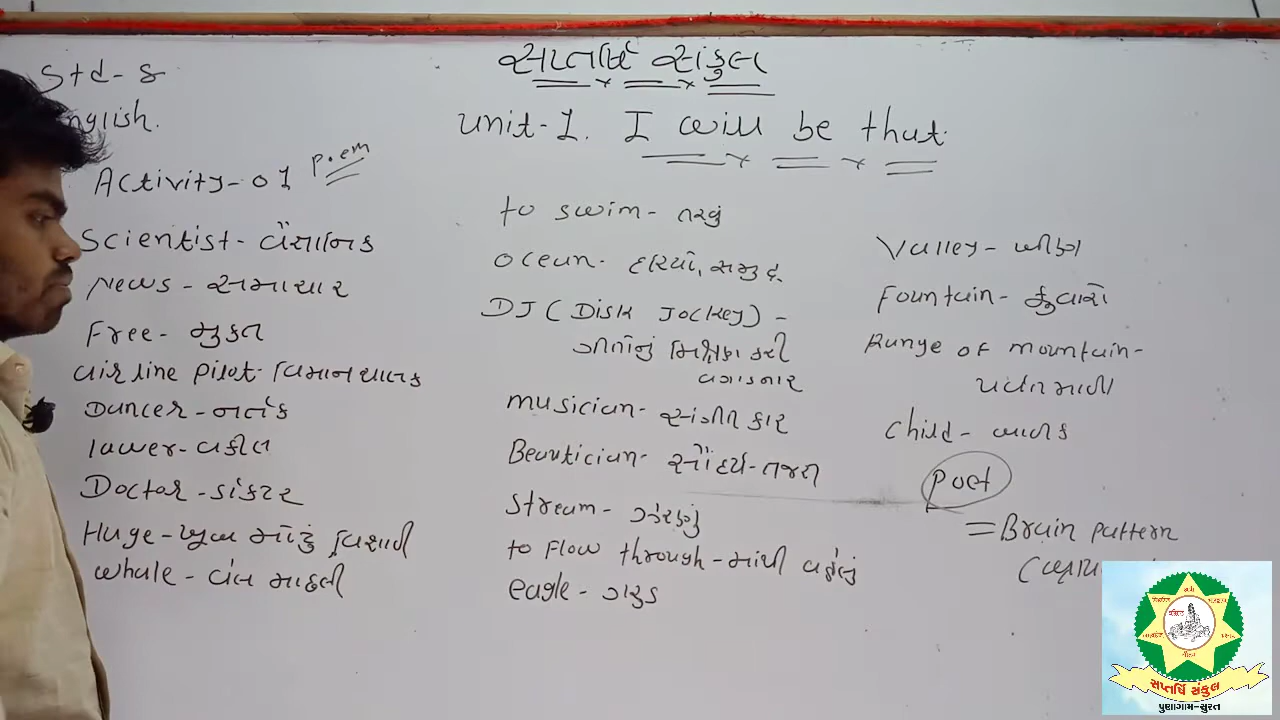 સપ્તર્ષિ સંકુલ
Std - 8
English.
unit-1. I will be that.
Activity-01 Poem
Scientist - વૈજ્ઞાનિક
News - સમાચાર
Free - મુક્ત
air line pilot - વિમાન ચાલક
Dancer - નર્તક
lawer - વકીલ
Doctor - ડૉક્ટર
Huge - ખૂબ મોટું, વિશાળ
whale - વ્હેલ માછલી
to swim - તરવું
ocean - દરિયો, સમુદ્ર
DJ (Disk Jockey) -
ગીતોનું મિશ્રણ કરી
વગાડનાર
musician - સંગીતકાર
Beautician - સૌંદર્ય-તજજ્ઞ
stream - ઝરણું
to flow through - માંથી વહેવું
eagle - ગરુડ
Valley - ખીણ
Fountain - ફુવારો
Range of mountain -
પર્વતમાળા
child - બાળક
Poet
= Brain pattern
સપ્તર્ષિ સંકુલ
પુણાગામ-સુરત